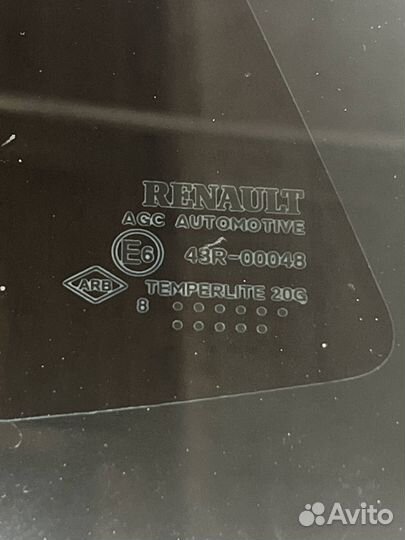 RENAULT
AGC AUTOMOTIVE
E6 43R-00048
ARB TEMPERLITE 20G
8
Avito